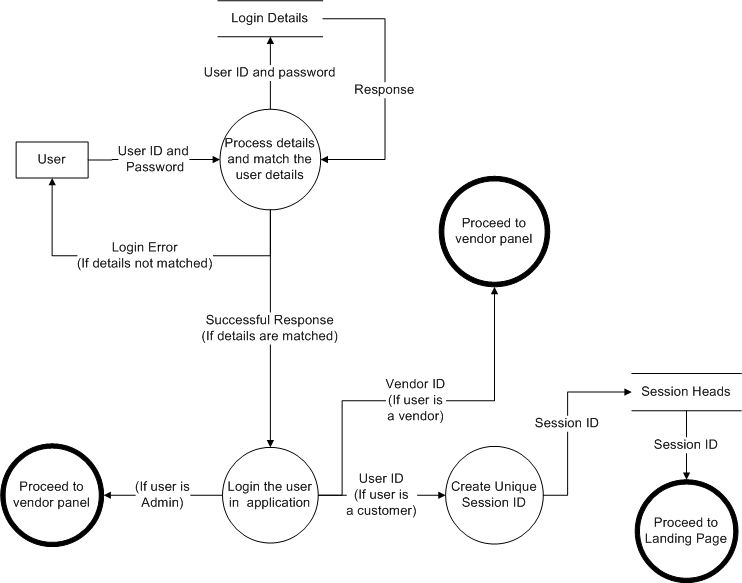 Login Details
User ID and password
Response
User
User ID and
Password
Process details
and match the
user details
Login Error
(If details not matched)
Proceed to
vendor panel
Successful Response
(If details are matched)
Vendor ID
(If user is
a vendor)
Session Heads
Session ID
Session ID
Proceed to
vendor panel
(If user is
Admin)
Login the user
in application
User ID
(If user is
a customer)
Create Unique
Session ID
Proceed to
Landing Page